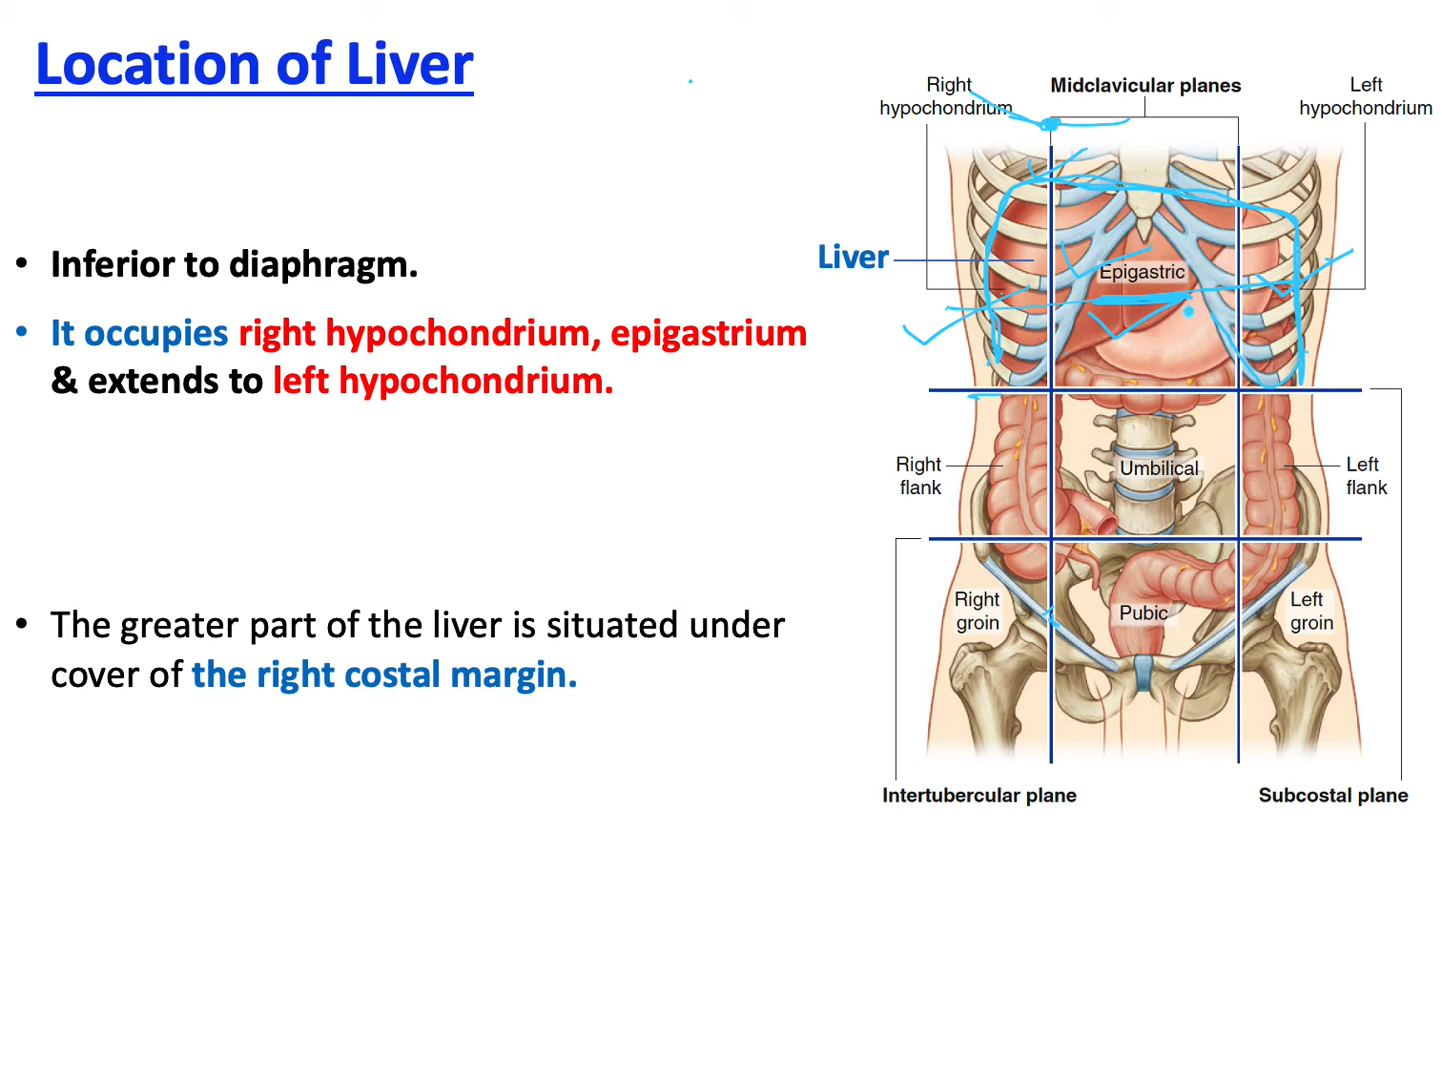 Location of Liver
• Inferior to diaphragm.
• It occupies right hypochondrium, epigastrium
& extends to left hypochondrium.
• The greater part of the liver is situated under
cover of the right costal margin.
Right
hypochondrium
Midclavicular planes
Left
hypochondrium
Liver
Epigastric
Right
flank
Umbilical
Left
flank
Right
groin
Pubic
Left
groin
Intertubercular plane
Subcostal plane